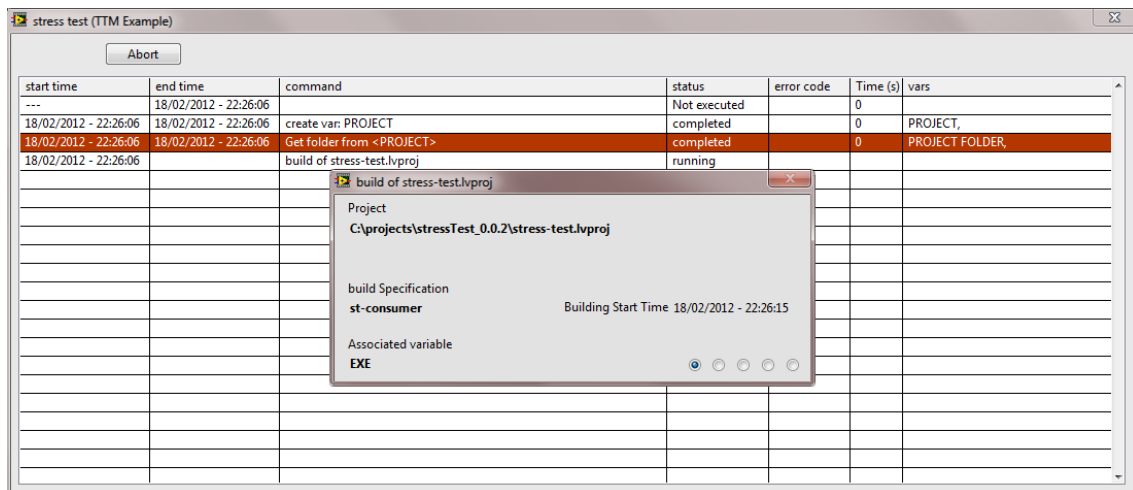 stress test (TTM Example)
Abort
start time end time command status error code Time (s) vars
--- 18/02/2012 - 22:26:06 Not executed 0
18/02/2012 - 22:26:06 18/02/2012 - 22:26:06 create var: PROJECT completed 0 PROJECT,
18/02/2012 - 22:26:06 18/02/2012 - 22:26:06 Get folder from <PROJECT> completed 0 PROJECT FOLDER,
18/02/2012 - 22:26:06 build of stress-test.lvproj running
build of stress-test.lvproj
Project
C:\projects\stressTest_0.0.2\stress-test.lvproj
build Specification
st-consumer Building Start Time 18/02/2012 - 22:26:15
Associated variable
EXE